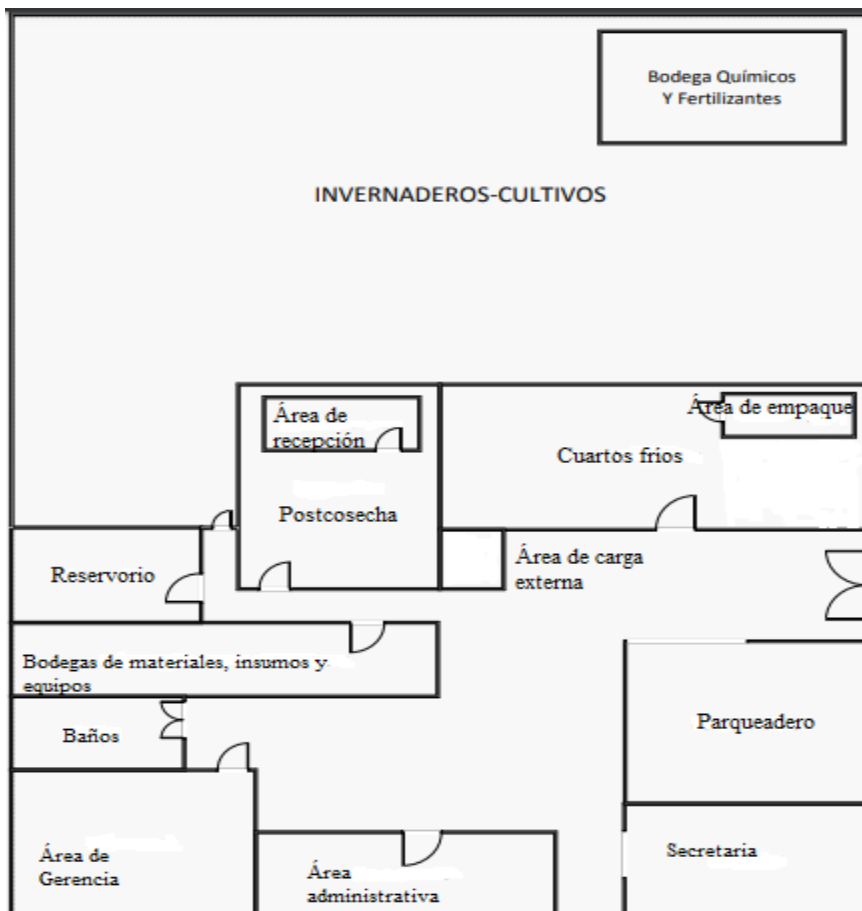 Bodega Químicos
Y Fertilizantes
INVERNADEROS-CULTIVOS
Área de
recepción
Área de empaque
Cuartos frios
Postcosecha
Área de carga
externa
Reservorio
Bodegas de materiales, insumos y
equipos
Baños
Parqueadero
Área de
Gerencia
Área
administrativa
Secretaria